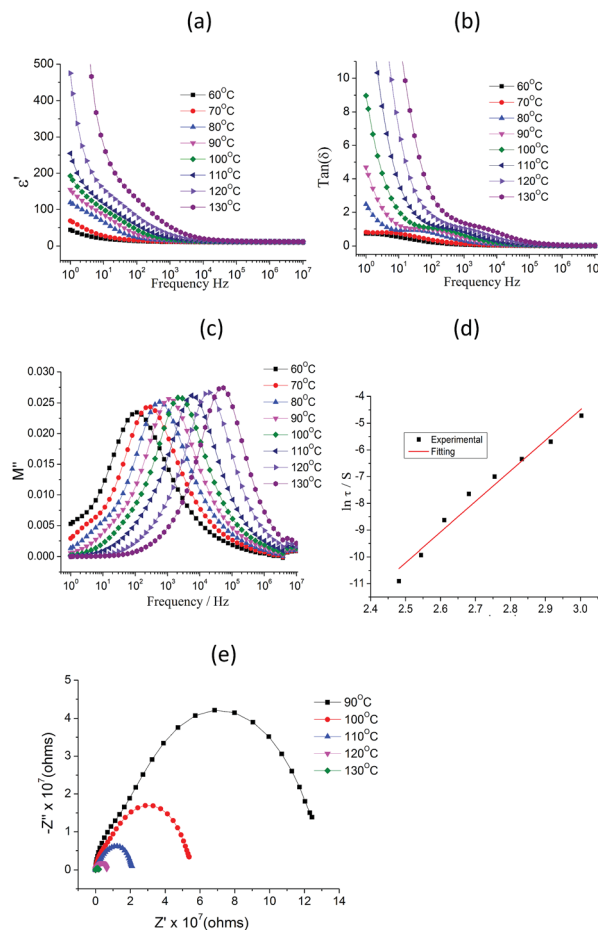 (a)
500
400
300
200
100
0
ε'
10⁰ 10¹ 10² 10³ 10⁴ 10⁵ 10⁶ 10⁷
Frequency Hz
60°C
70°C
80°C
90°C
100°C
110°C
120°C
130°C
(b)
10
8
6
4
2
0
Tan(δ)
10⁰ 10¹ 10² 10³ 10⁴ 10⁵ 10⁶ 10⁷
Frequency Hz
60°C
70°C
80°C
90°C
100°C
110°C
120°C
130°C
(c)
0.030
0.025
0.020
0.015
0.010
0.005
0.000
M''
10⁰ 10¹ 10² 10³ 10⁴ 10⁵ 10⁶ 10⁷
Frequency / Hz
60°C
70°C
80°C
90°C
100°C
110°C
120°C
130°C
(d)
-4
-5
-6
-7
-8
-9
-10
-11
ln τ / S
2.4 2.5 2.6 2.7 2.8 2.9 3.0
Experimental
Fitting
(e)
5
4
3
2
1
0
-Z'' x 10⁷(ohms)
0 2 4 6 8 10 12 14
Z' x 10⁷(ohms)
90°C
100°C
110°C
120°C
130°C